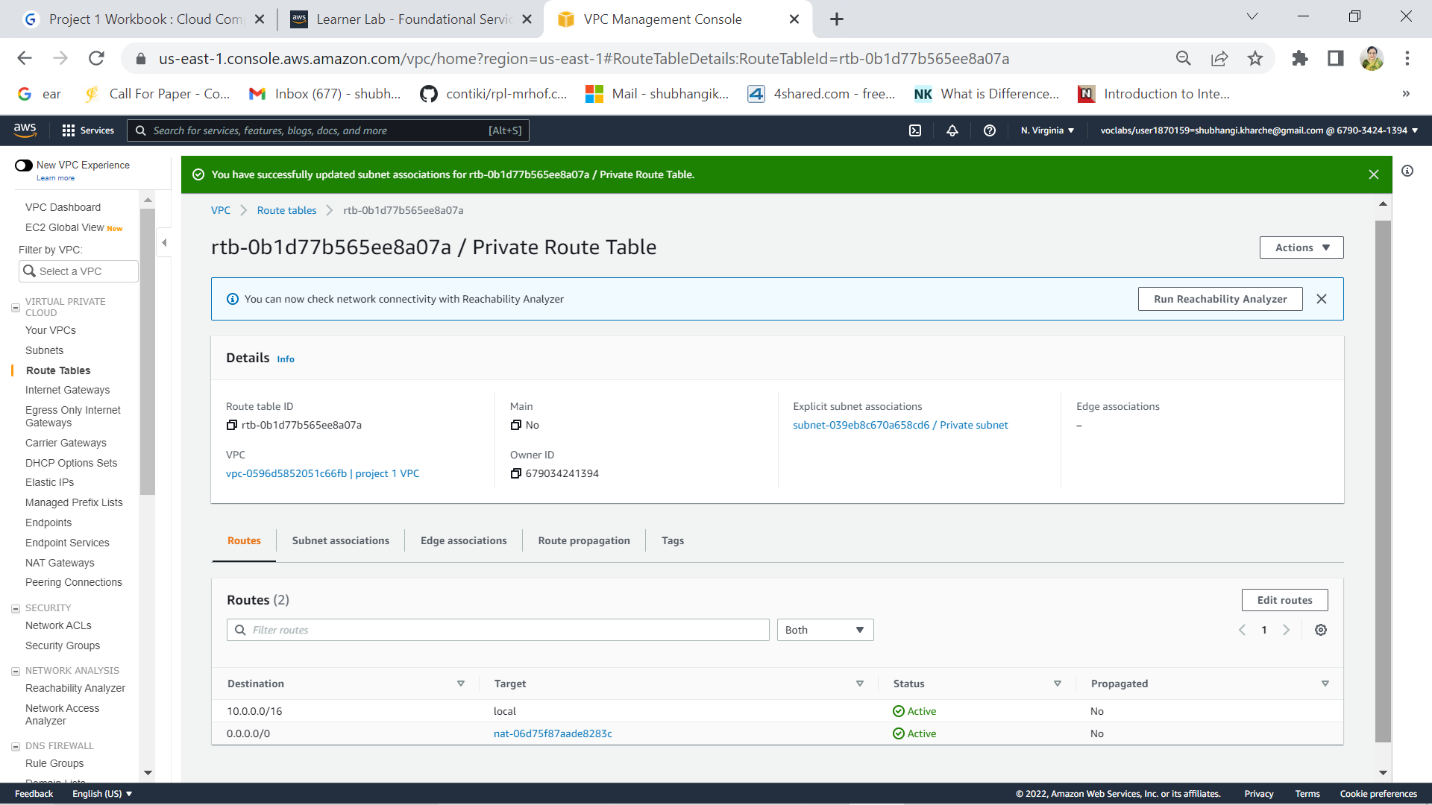 Project 1 Workbook : Cloud Com
Learner Lab - Foundational Servic
VPC Management Console
us-east-1.console.aws.amazon.com/vpc/home?region=us-east-1#RouteTableDetails:RouteTableId=rtb-0b1d77b565ee8a07a
ear
Call For Paper - Co...
Inbox (677) - shubh...
contiki/rpl-mrhof.c...
Mail - shubhangik...
4shared.com - free...
NK What is Difference...
Introduction to Inte...
aws
Services
Search for services, features, blogs, docs, and more [Alt+S]
N. Virginia
voclabs/user1870159=shubhangi.kharche@gmail.com @ 6790-3424-1394
New VPC Experience
Learn more
VPC Dashboard
EC2 Global View New
Filter by VPC:
Select a VPC
VIRTUAL PRIVATE
CLOUD
Your VPCs
Subnets
Route Tables
Internet Gateways
Egress Only Internet
Gateways
Carrier Gateways
DHCP Options Sets
Elastic IPs
Managed Prefix Lists
Endpoints
Endpoint Services
NAT Gateways
Peering Connections
SECURITY
Network ACLs
Security Groups
NETWORK ANALYSIS
Reachability Analyzer
Network Access
Analyzer
DNS FIREWALL
Rule Groups
You have successfully updated subnet associations for rtb-0b1d77b565ee8a07a / Private Route Table.
VPC > Route tables > rtb-0b1d77b565ee8a07a
rtb-0b1d77b565ee8a07a / Private Route Table
Actions
You can now check network connectivity with Reachability Analyzer
Run Reachability Analyzer
Details Info
Route table ID
rtb-0b1d77b565ee8a07a
Main
No
Explicit subnet associations
subnet-039eb8c670a658cd6 / Private subnet
Edge associations
–
VPC
vpc-0596d5852051c66fb | project 1 VPC
Owner ID
679034241394
Routes
Subnet associations
Edge associations
Route propagation
Tags
Routes (2)
Edit routes
Filter routes
Both
1
Destination Target Status Propagated
10.0.0.0/16 local Active No
0.0.0.0/0 nat-06d75f87aade8283c Active No
Feedback English (US)
© 2022, Amazon Web Services, Inc. or its affiliates. Privacy Terms Cookie preferences